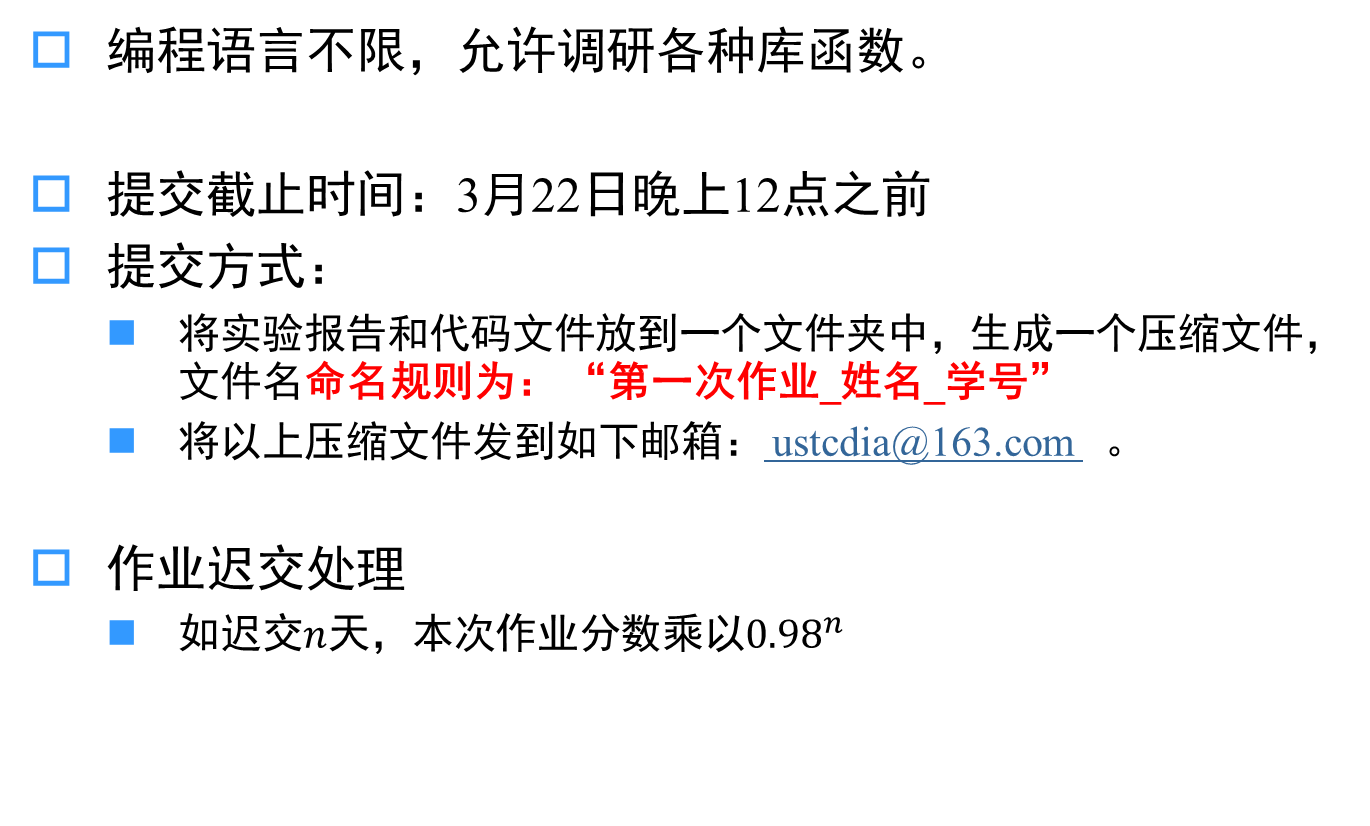 编程语言不限，允许调研各种库函数。
提交截止时间：3月22日晚上12点之前
提交方式：
将实验报告和代码文件放到一个文件夹中，生成一个压缩文件，
文件名命名规则为：“第一次作业_姓名_学号”
将以上压缩文件发到如下邮箱：ustcdia@163.com 。
作业迟交处理
如迟交n天，本次作业分数乘以0.98ⁿ